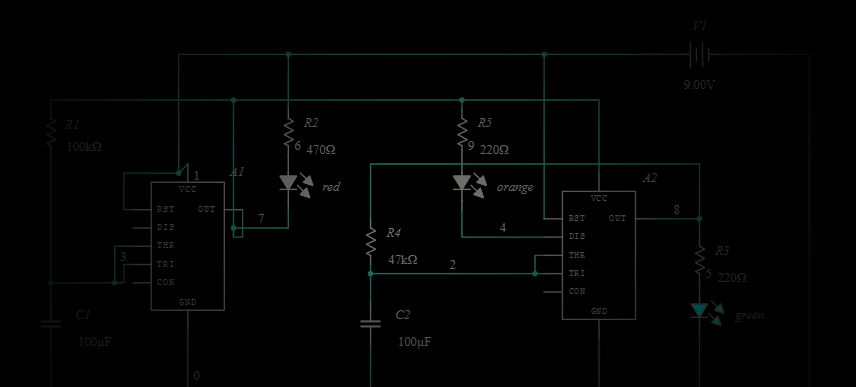 V1
9.00V
R1
100kΩ
R2
6
470Ω
R5
9
220Ω
1
A1
red
orange
A2
VCC
RST
OUT
DIS
THR
TRI
CON
GND
7
3
4
R4
47kΩ
2
VCC
RST
OUT
DIS
THR
TRI
CON
GND
8
R3
5
220Ω
green
C1
100µF
C2
100µF
0